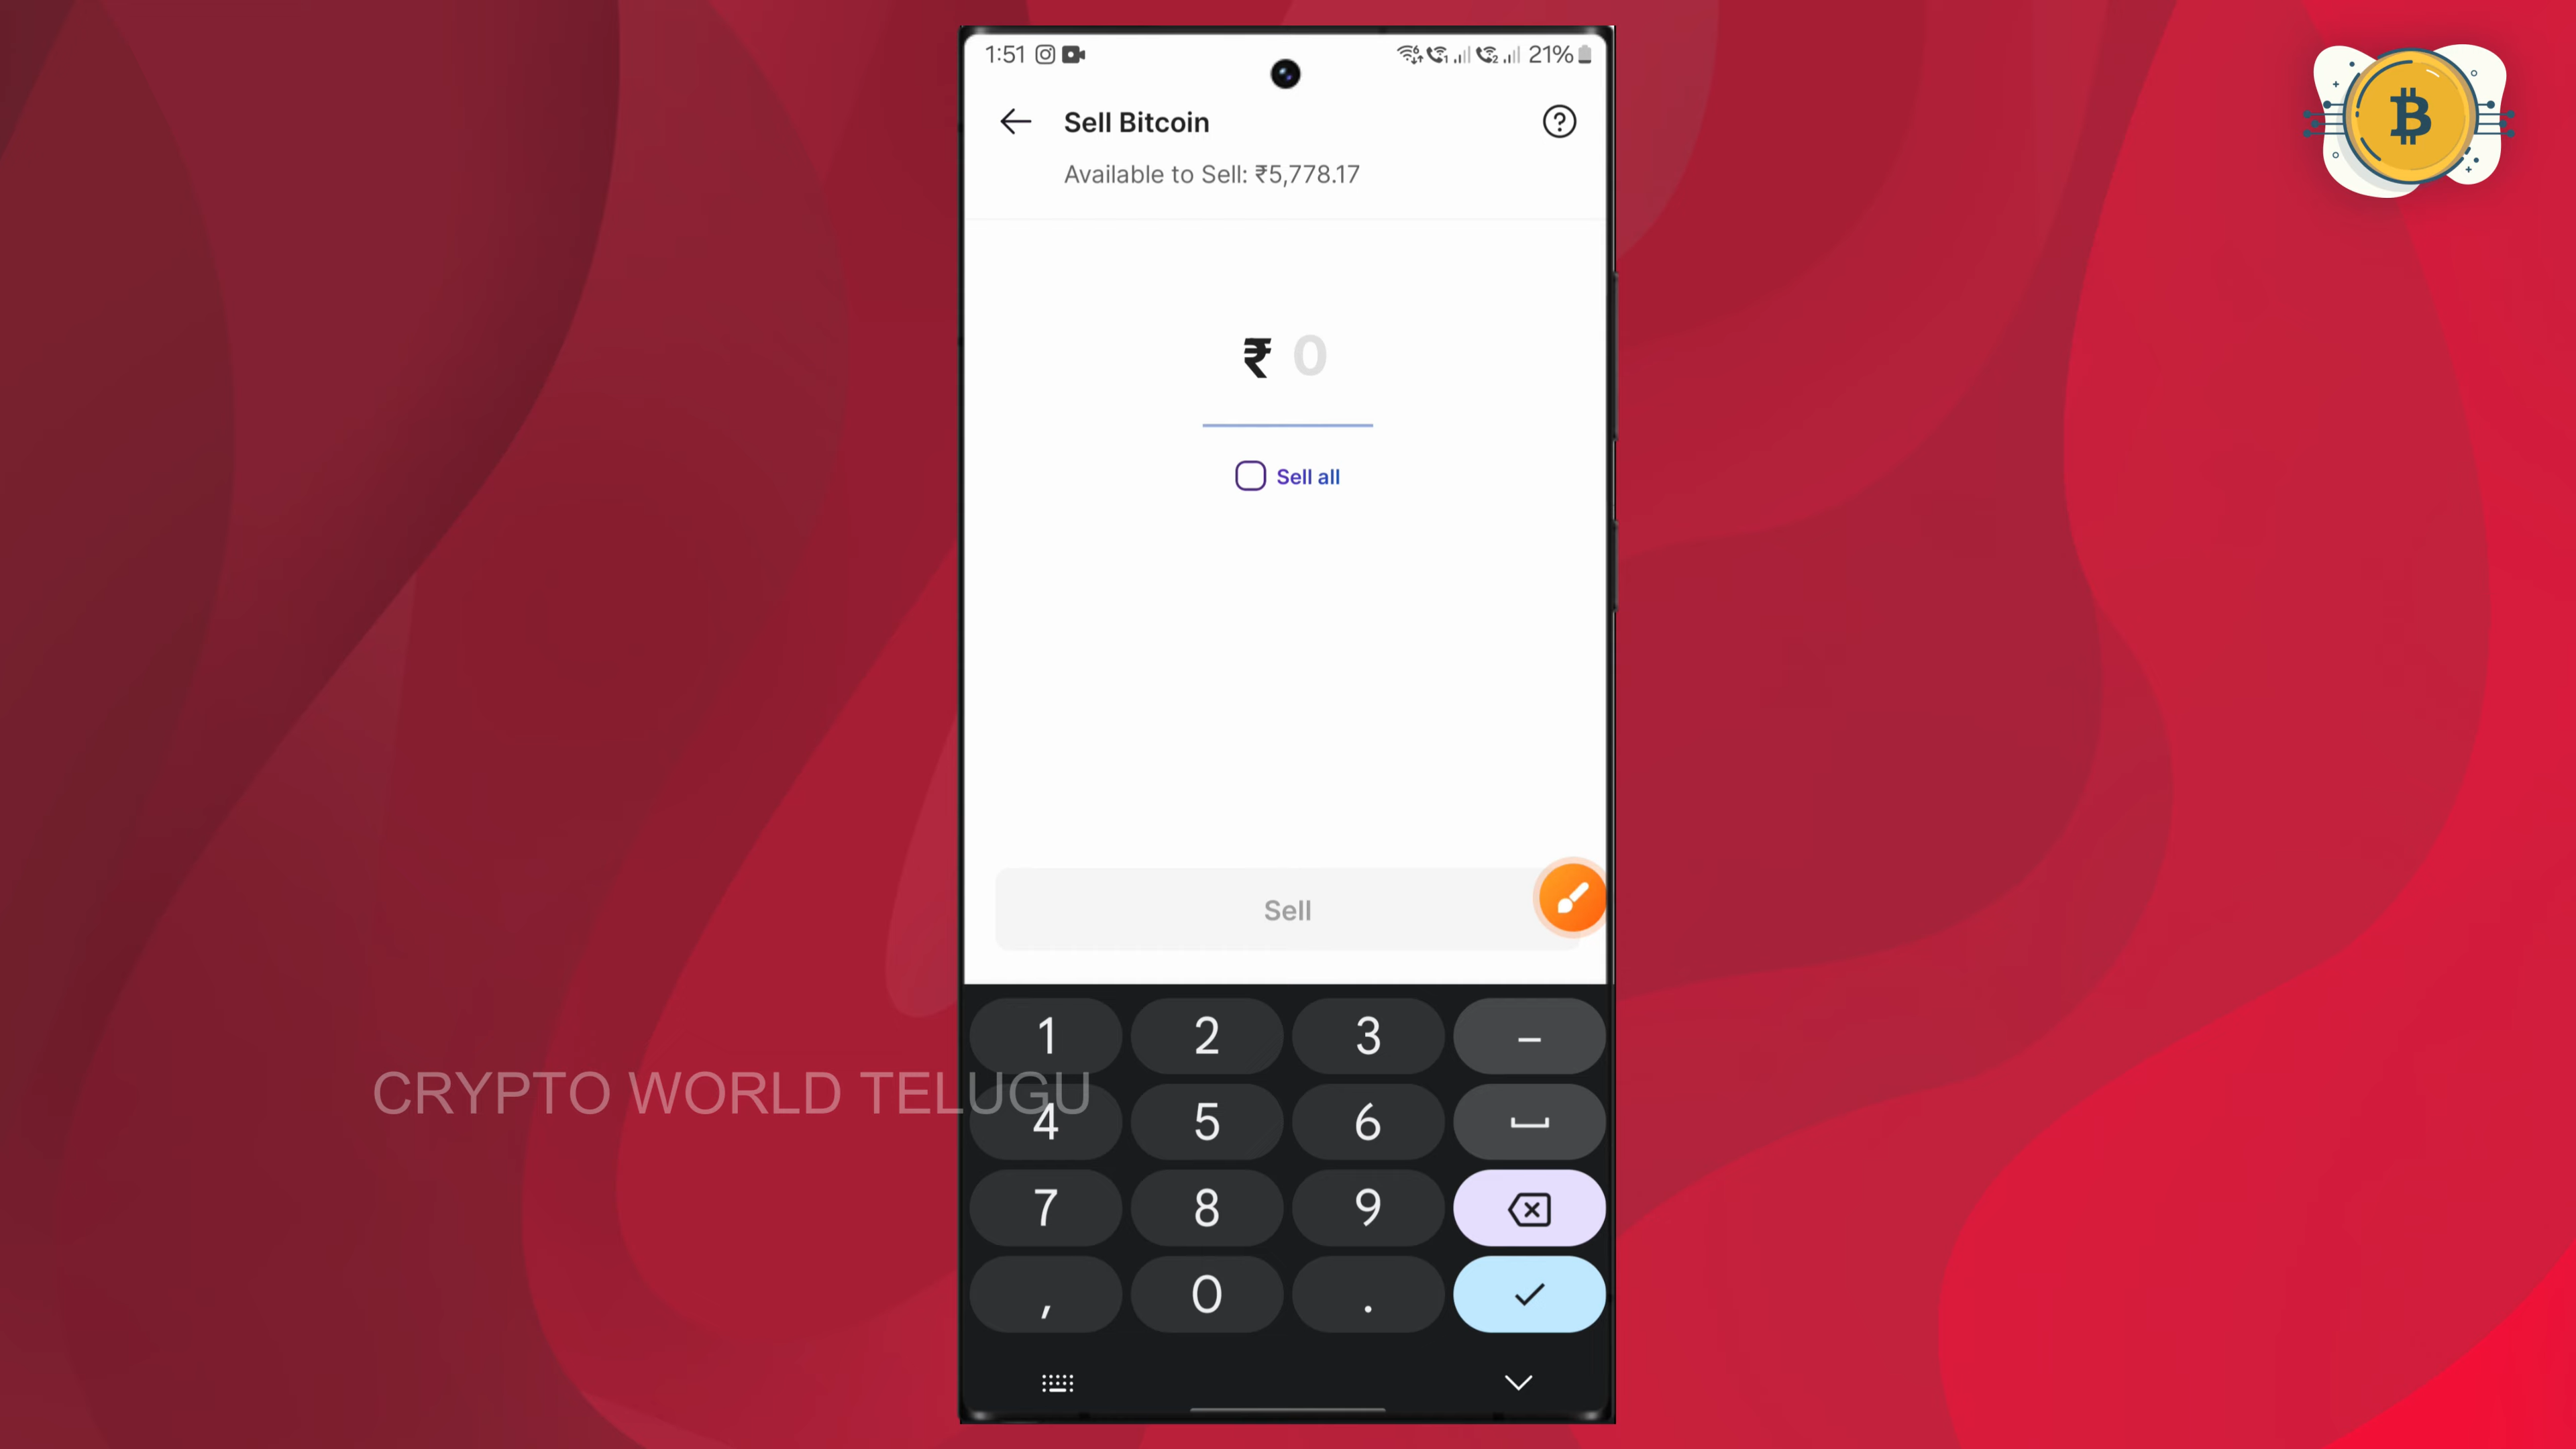 1:51
21%
Sell Bitcoin
Available to Sell: ₹5,778.17
₹ 0
Sell all
Sell
1 2 3 –
CRYPTO WORLD TELUGU
4 5 6
7 8 9
, 0 .